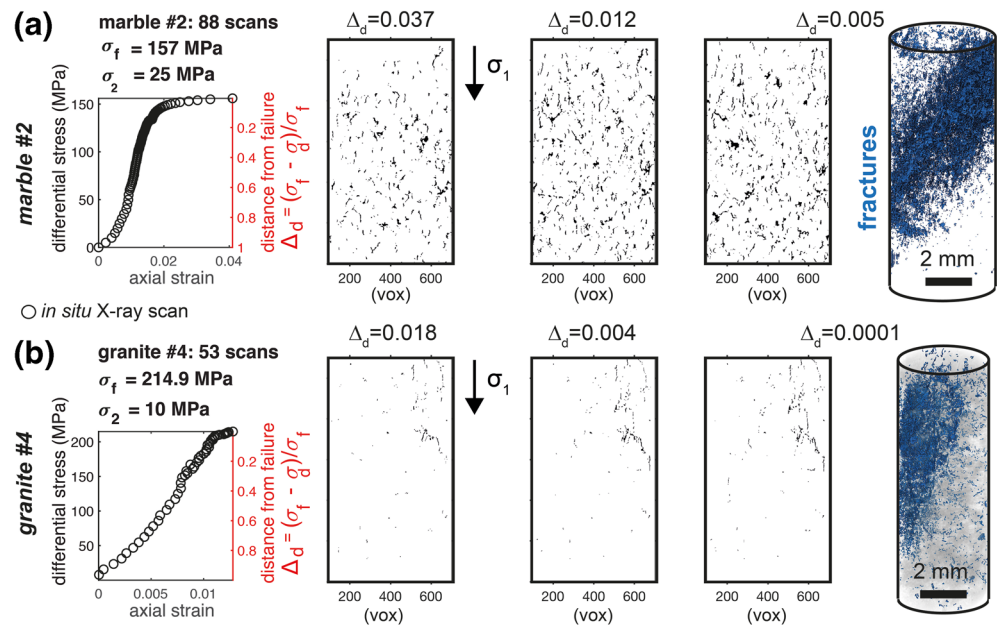 (a)
marble #2: 88 scans
σf = 157 MPa
σ2 = 25 MPa
marble #2
differential stress (MPa)
150
100
50
0
0 0.02 0.04
axial strain
0.2
0.4
0.6
0.8
1
distance from failure
Δd = (σf - σd)/σf
Δd=0.037
Δd=0.012
Δd=0.005
σ1
200 400 600
(vox)
200 400 600
(vox)
200 400 600
(vox)
fractures
2 mm
in situ X-ray scan
(b)
granite #4: 53 scans
σf = 214.9 MPa
σ2 = 10 MPa
granite #4
differential stress (MPa)
200
150
100
50
0 0.005 0.01
axial strain
0.2
0.4
0.6
0.8
distance from failure
Δd = (σf - σd)/σf
Δd=0.018
Δd=0.004
Δd=0.0001
σ1
200 400 600
(vox)
200 400 600
(vox)
200 400 600
(vox)
2 mm